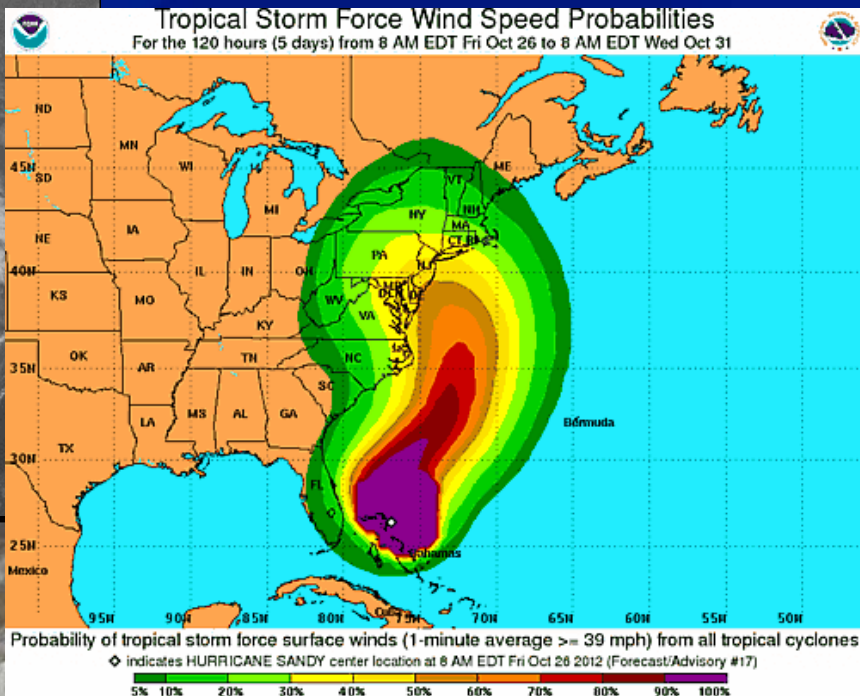 Tropical Storm Force Wind Speed Probabilities
For the 120 hours (5 days) from 8 AM EDT Fri Oct 26 to 8 AM EDT Wed Oct 31
ND
MN
45N
WI
ME
SD
VT
MI
NY
NH
MA
NE
IA
CT RI
PA
40N
IL
IN
OH
NJ
MD
DE
KS
MO
WV
VA
KY
OK
TN
NC
35N
AR
SC
MS
AL
GA
LA
Bermuda
TX
30N
FL
25N
Bahamas
Mexico
Cuba
95W 90W 85W 80W 75W 70W 65W 60W 55W 50W
Probability of tropical storm force surface winds (1-minute average >= 39 mph) from all tropical cyclones
◇ indicates HURRICANE SANDY center location at 8 AM EDT Fri Oct 26 2012 (Forecast/Advisory #17)
5% 10% 20% 30% 40% 50% 60% 70% 80% 90% 100%